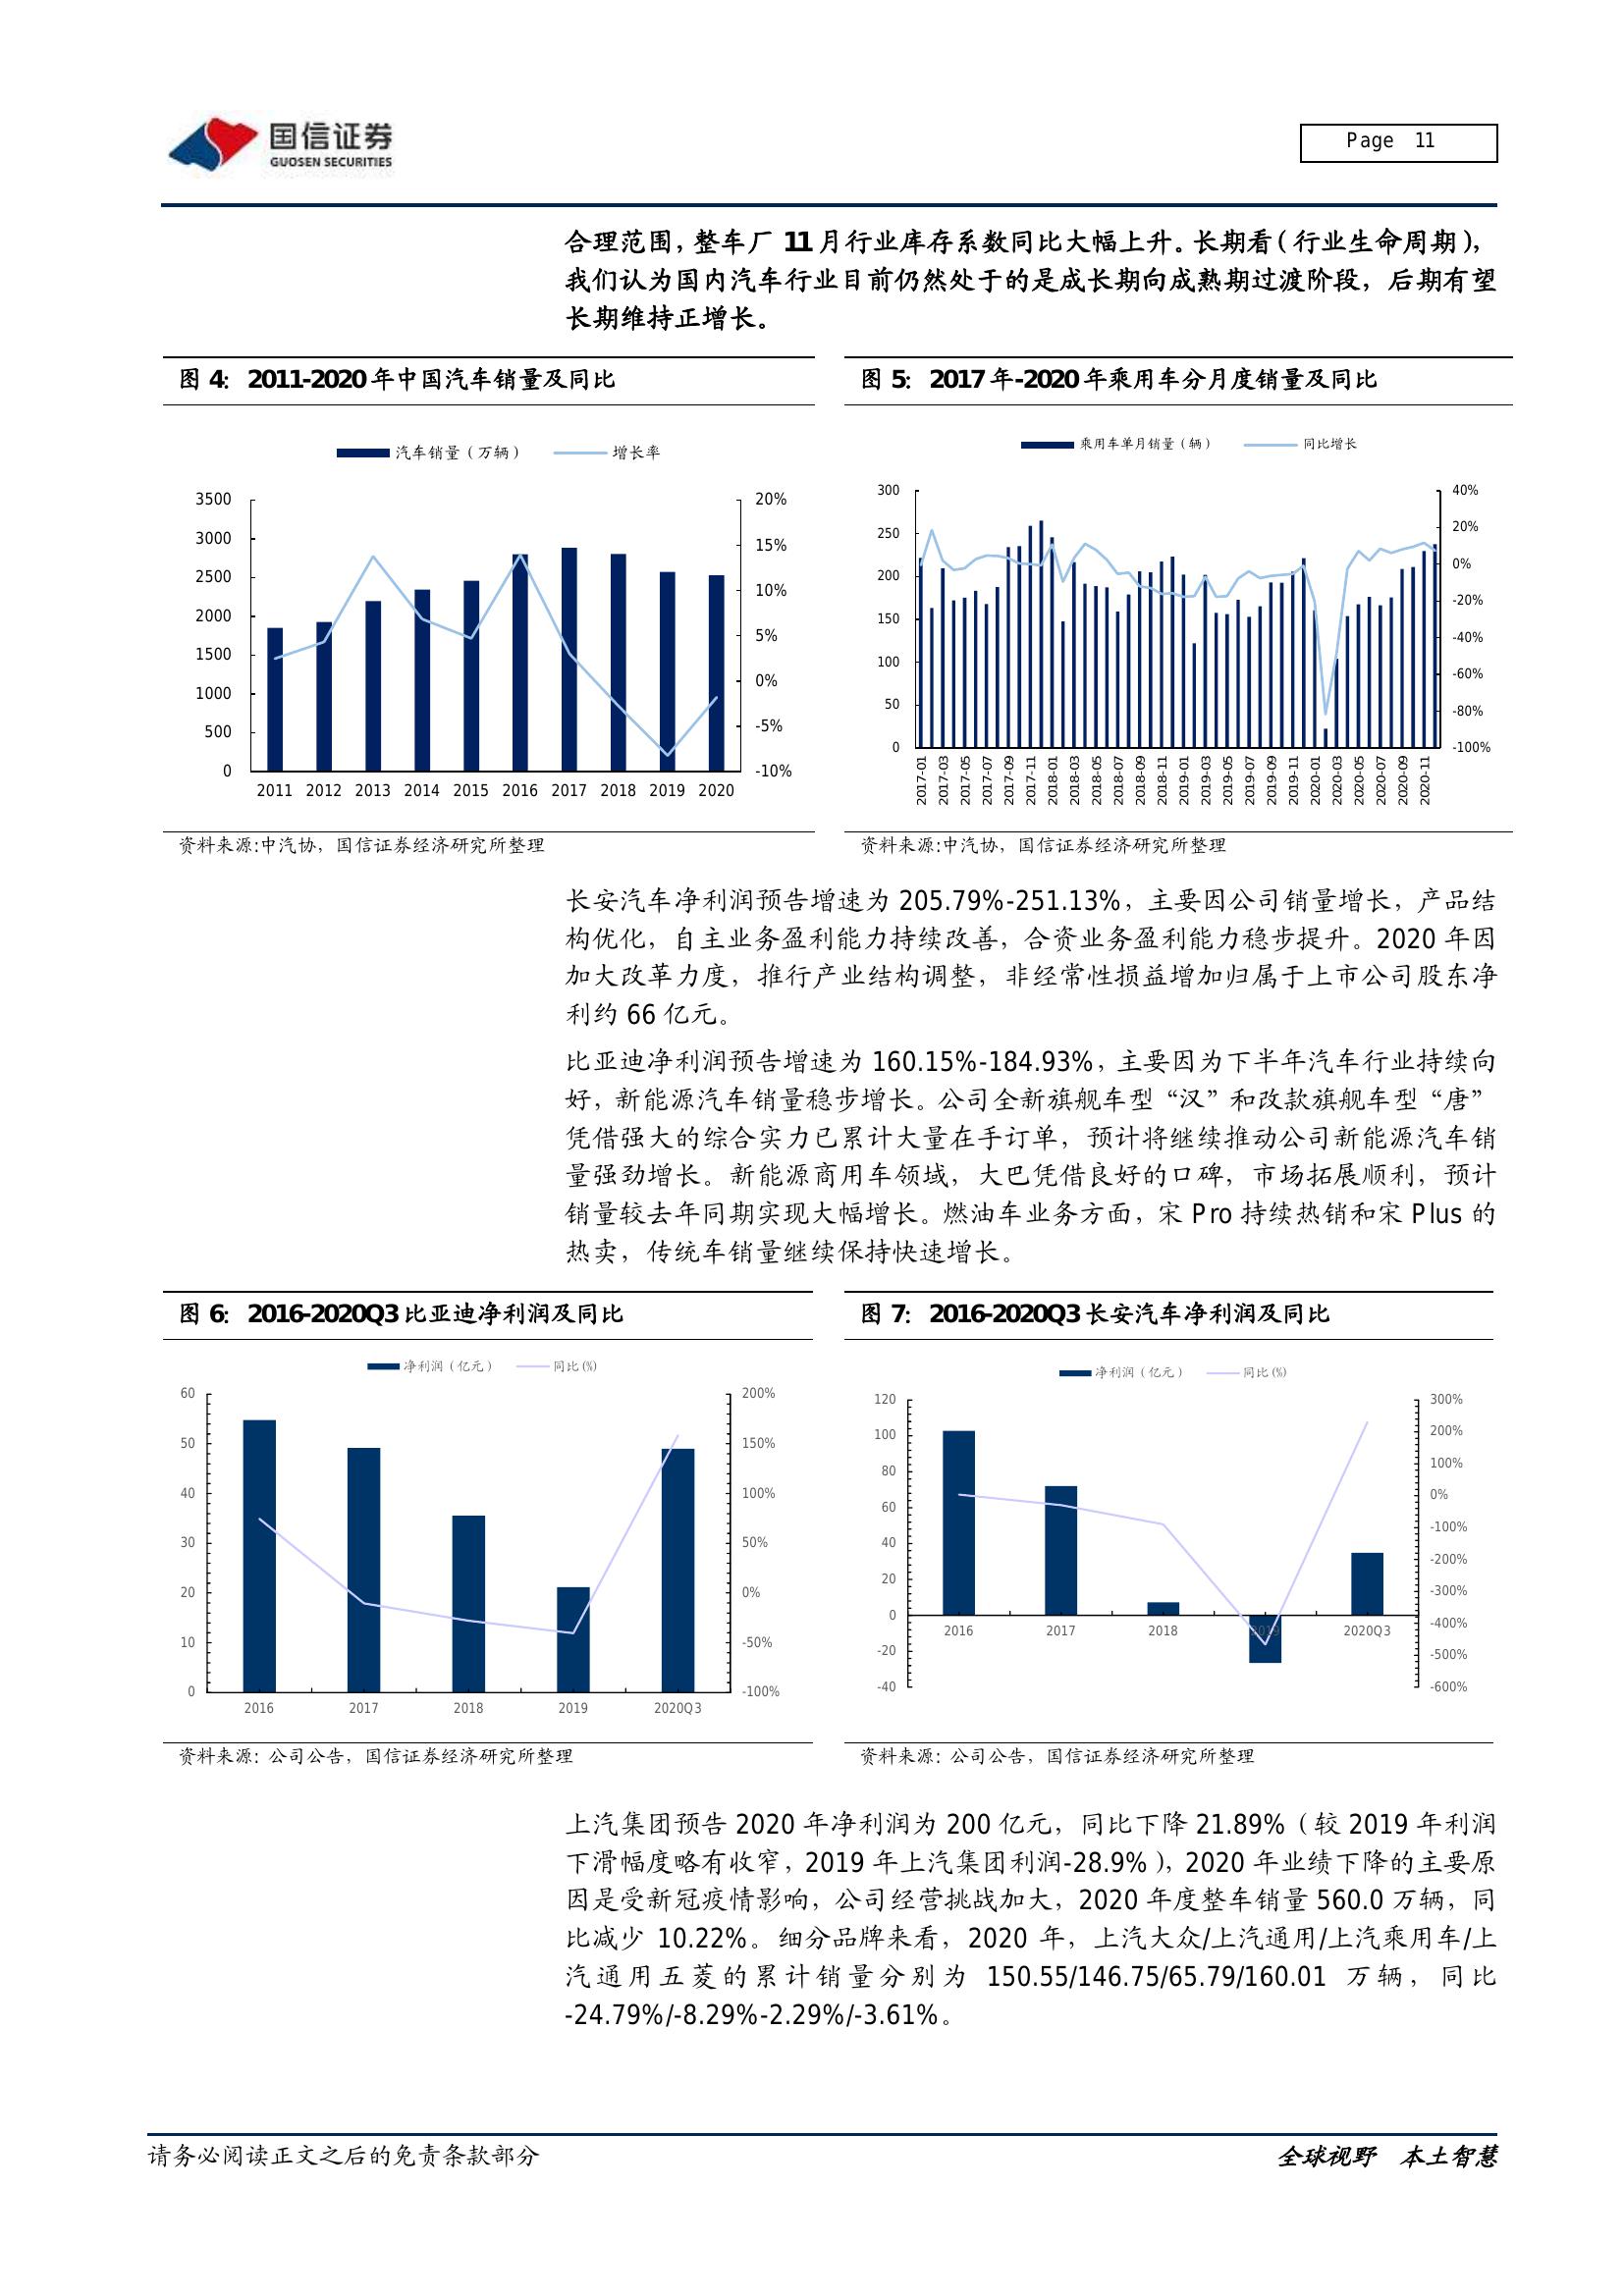 国信证券
GUOSEN SECURITIES
Page 11
合理范围，整车厂 11 月行业库存系数同比大幅上升。长期看（行业生命周期），
我们认为国内汽车行业目前仍然处于的是成长期向成熟期过渡阶段，后期有望
长期维持正增长。
图 4: 2011-2020 年中国汽车销量及同比
汽车销量（万辆） 增长率
3500
3000
2500
2000
1500
1000
500
0
20%
15%
10%
5%
0%
-5%
-10%
2011 2012 2013 2014 2015 2016 2017 2018 2019 2020
资料来源:中汽协，国信证券经济研究所整理
图 5: 2017 年-2020 年乘用车分月度销量及同比
乘用车单月销量（辆） 同比增长
300
250
200
150
100
50
0
40%
20%
0%
-20%
-40%
-60%
-80%
-100%
2017-01 2017-03 2017-05 2017-07 2017-09 2017-11 2018-01 2018-03 2018-05 2018-07 2018-09 2018-11 2019-01 2019-03 2019-05 2019-07 2019-09 2019-11 2020-01 2020-03 2020-05 2020-07 2020-09 2020-11
资料来源:中汽协，国信证券经济研究所整理
长安汽车净利润预告增速为 205.79%-251.13%，主要因公司销量增长，产品结
构优化，自主业务盈利能力持续改善，合资业务盈利能力稳步提升。2020 年因
加大改革力度，推行产业结构调整，非经常性损益增加归属于上市公司股东净
利约 66 亿元。
比亚迪净利润预告增速为 160.15%-184.93%，主要因为下半年汽车行业持续向
好，新能源汽车销量稳步增长。公司全新旗舰车型“汉”和改款旗舰车型“唐”
凭借强大的综合实力已累计大量在手订单，预计将继续推动公司新能源汽车销
量强劲增长。新能源商用车领域，大巴凭借良好的口碑，市场拓展顺利，预计
销量较去年同期实现大幅增长。燃油车业务方面，宋 Pro 持续热销和宋 Plus 的
热卖，传统车销量继续保持快速增长。
图 6: 2016-2020Q3 比亚迪净利润及同比
净利润（亿元） 同比(%)
60
50
40
30
20
10
0
200%
150%
100%
50%
0%
-50%
-100%
2016 2017 2018 2019 2020Q3
资料来源：公司公告，国信证券经济研究所整理
图 7: 2016-2020Q3 长安汽车净利润及同比
净利润（亿元） 同比(%)
120
100
80
60
40
20
0
-20
-40
300%
200%
100%
0%
-100%
-200%
-300%
-400%
-500%
-600%
2016 2017 2018 2019 2020Q3
资料来源：公司公告，国信证券经济研究所整理
上汽集团预告 2020 年净利润为 200 亿元，同比下降 21.89%（较 2019 年利润
下滑幅度略有收窄，2019 年上汽集团利润-28.9%），2020 年业绩下降的主要原
因是受新冠疫情影响，公司经营挑战加大，2020 年度整车销量 560.0 万辆，同
比减少 10.22%。细分品牌来看，2020 年，上汽大众/上汽通用/上汽乘用车/上
汽通用五菱的累计销量分别为 150.55/146.75/65.79/160.01 万辆，同比
-24.79%/-8.29%-2.29%/-3.61%。
请务必阅读正文之后的免责条款部分
全球视野 本土智慧